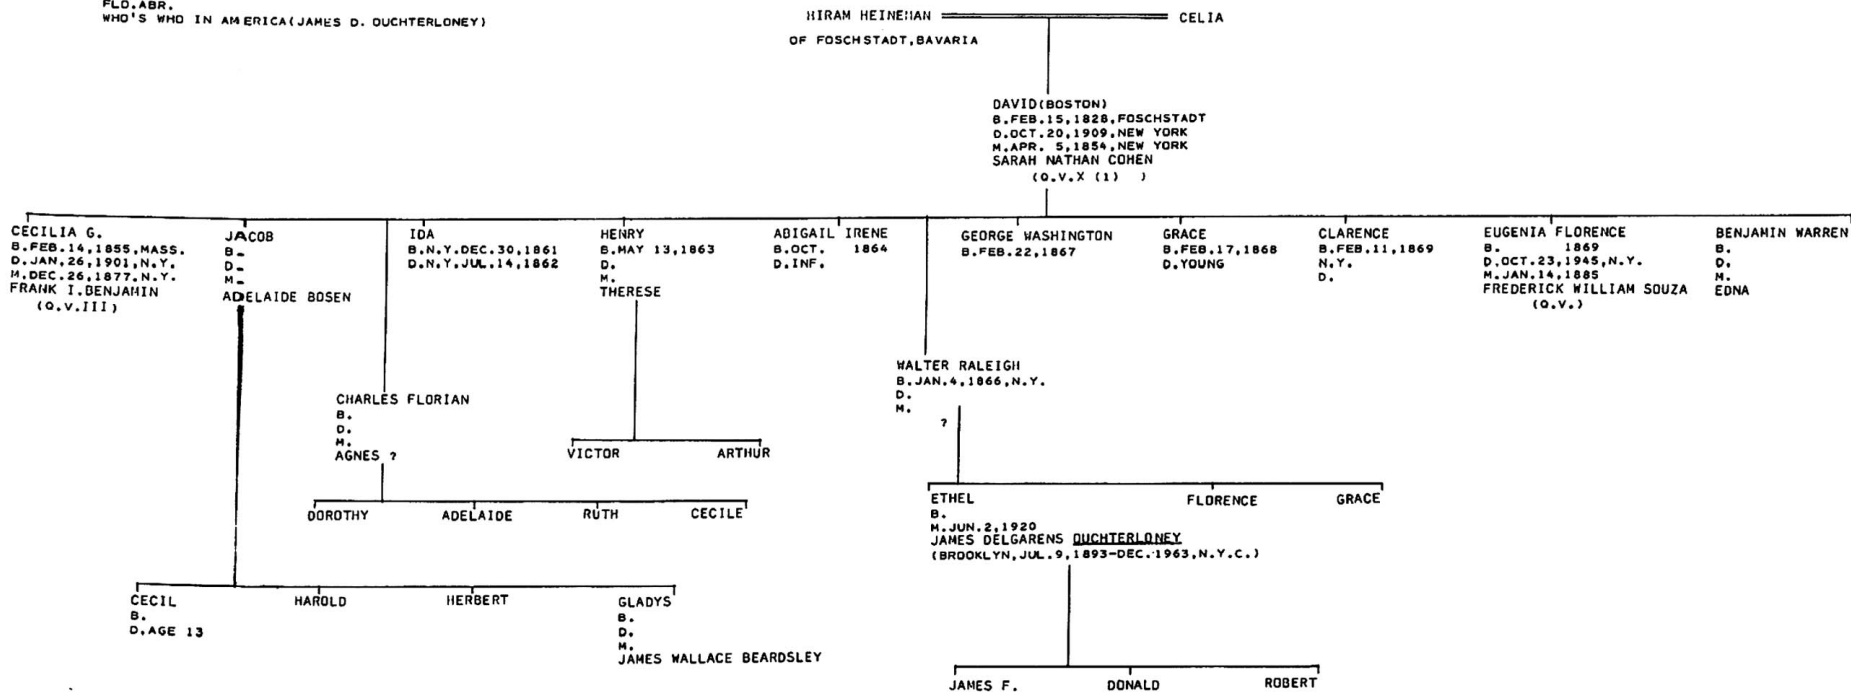 FLO.ABR.
WHO'S WHO IN AMERICA(JAMES D. OUCHTERLONEY)
HIRAM HEINEMAN
CELIA
OF FOSCHSTADT,BAVARIA
DAVID(BOSTON)
B.FEB.15,1828,FOSCHSTADT
D.OCT.20,1909,NEW YORK
M.APR. 5,1854,NEW YORK
SARAH NATHAN COHEN
(Q.V.X (1) )
CECILIA G.
B.FEB.14,1855,MASS.
D.JAN.26,1901,N.Y.
M.DEC.26,1877,N.Y.
FRANK I.BENJAMIN
(Q.V.III)
JACOB
B.
D.
M.
ADELAIDE BOSEN
IDA
B.N.Y.DEC.30,1861
D.N.Y.JUL.14,1862
HENRY
B.MAY 13,1863
D.
M.
THERESE
ABIGAIL IRENE
B.OCT. 1864
D.INF.
GEORGE WASHINGTON
B.FEB.22,1867
GRACE
B.FEB.17,1868
D.YOUNG
CLARENCE
B.FEB.11,1869
N.Y.
D.
EUGENIA FLORENCE
B. 1869
D.OCT.23,1945,N.Y.
M.JAN.14,1885
FREDERICK WILLIAM SOUZA
(Q.V.)
BENJAMIN WARREN
B.
D.
M.
EDNA
WALTER RALEIGH
B.JAN.4,1866,N.Y.
D.
M.
?
CHARLES FLORIAN
B.
D.
M.
AGNES ?
VICTOR
ARTHUR
DOROTHY
ADELAIDE
RUTH
CECILE
ETHEL
B.
M.JUN.2,1920
JAMES DELGARENS OUCHTERLONEY
(BROOKLYN,JUL.9,1893-DEC.1963,N.Y.C.)
FLORENCE
GRACE
CECIL
B.
D.AGE 13
HAROLD
HERBERT
GLADYS
B.
D.
M.
JAMES WALLACE BEARDSLEY
JAMES F.
DONALD
ROBERT